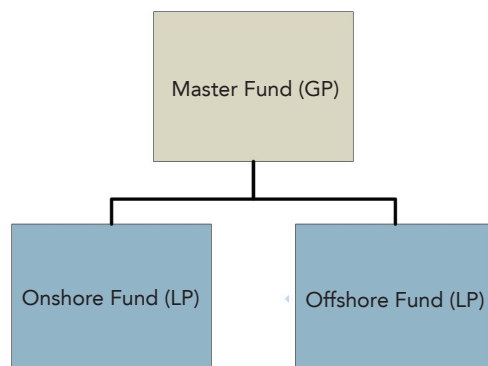 Master Fund (GP)
Onshore Fund (LP)
Offshore Fund (LP)